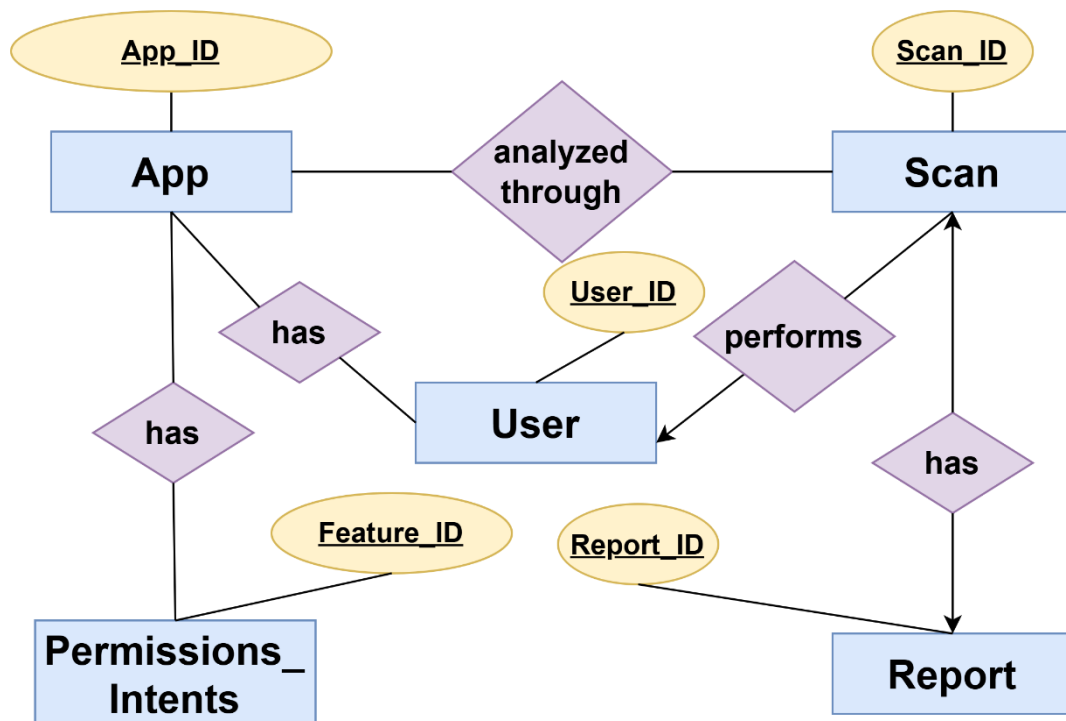 App_ID
Scan_ID
App
analyzed
through
Scan
User_ID
has
performs
User
has
has
Feature_ID
Report_ID
Permissions_
Intents
Report